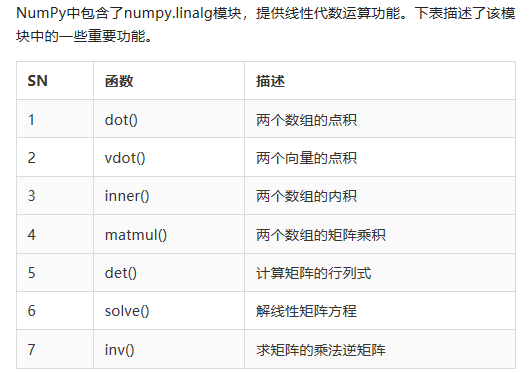 NumPy中包含了numpy.linalg模块，提供线性代数运算功能。下表描述了该模
块中的一些重要功能。
SN 函数 描述
1 dot() 两个数组的点积
2 vdot() 两个向量的点积
3 inner() 两个数组的内积
4 matmul() 两个数组的矩阵乘积
5 det() 计算矩阵的行列式
6 solve() 解线性矩阵方程
7 inv() 求矩阵的乘法逆矩阵